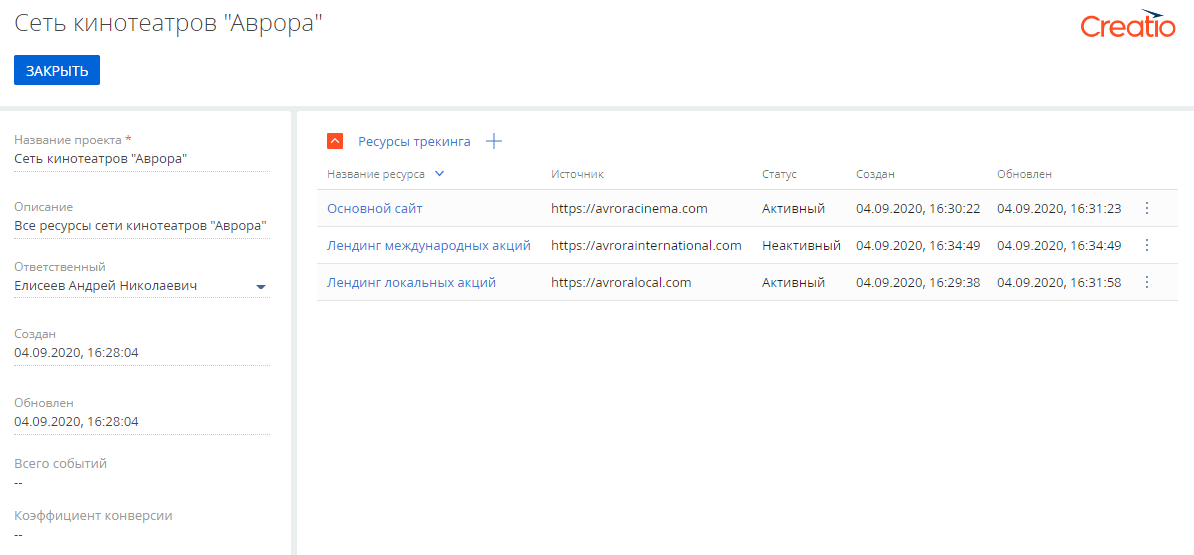 Сеть кинотеатров "Аврора"
Creatio
ЗАКРЫТЬ
Название проекта *
Сеть кинотеатров "Аврора"
Описание
Все ресурсы сети кинотеатров "Аврора"
Ответственный
Елисеев Андрей Николаевич
Создан
04.09.2020, 16:28:04
Обновлен
04.09.2020, 16:28:04
Всего событий
--
Коэффициент конверсии
--
Ресурсы трекинга
Название ресурса Источник Статус Создан Обновлен
Основной сайт https://avroracinema.com Активный 04.09.2020, 16:30:22 04.09.2020, 16:31:23
Лендинг международных акций https://avrorainternational.com Неактивный 04.09.2020, 16:34:49 04.09.2020, 16:34:49
Лендинг локальных акций https://avroralocal.com Активный 04.09.2020, 16:29:38 04.09.2020, 16:31:58